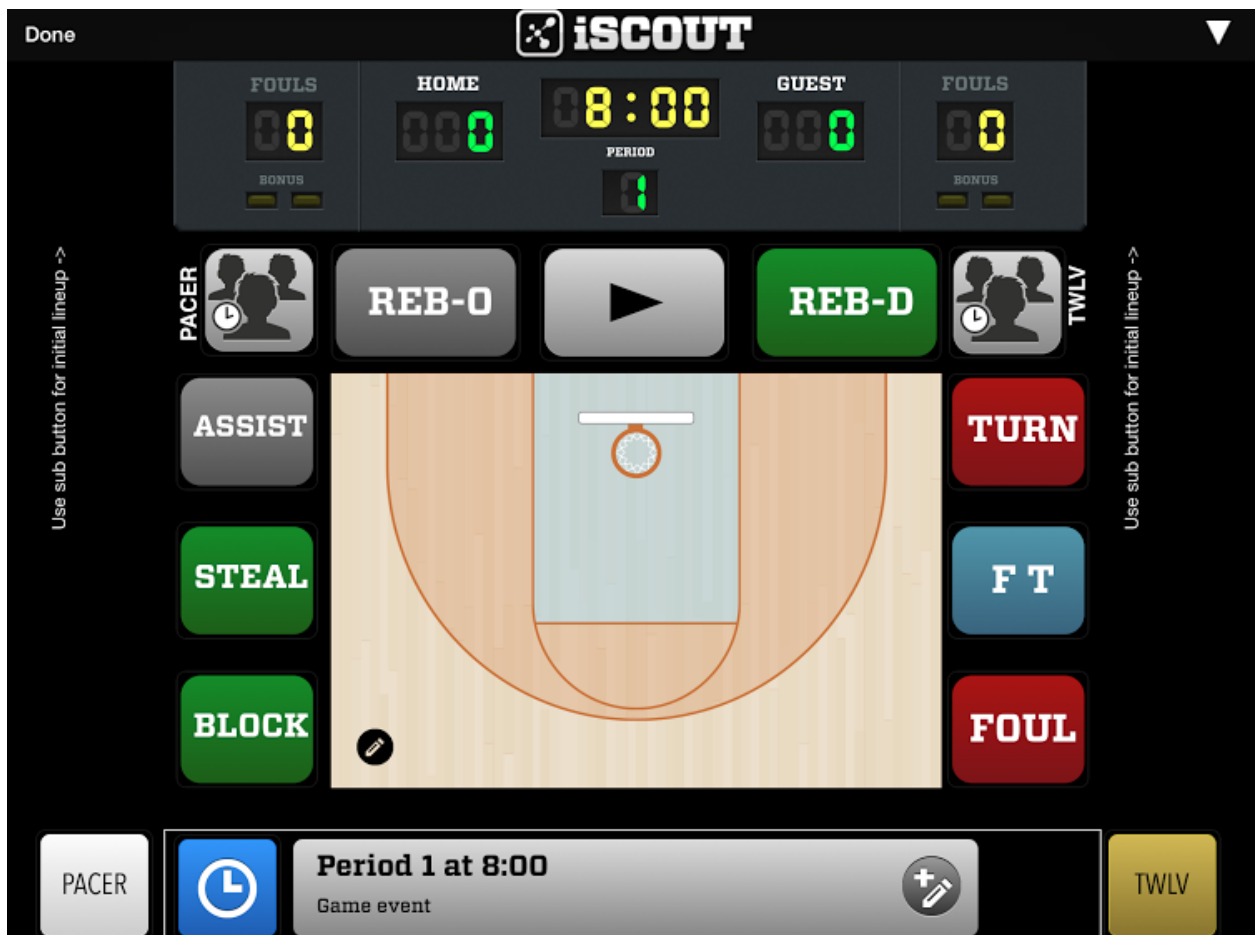 Done
iSCOUT
FOULS
HOME
GUEST
FOULS
0
0
8:00
0
0
PERIOD
1
BONUS
BONUS
Use sub button for initial lineup ->
PACER
REB-O
REB-D
TWLV
Use sub button for initial lineup ->
ASSIST
TURN
STEAL
F T
BLOCK
FOUL
PACER
Period 1 at 8:00
Game event
TWLV